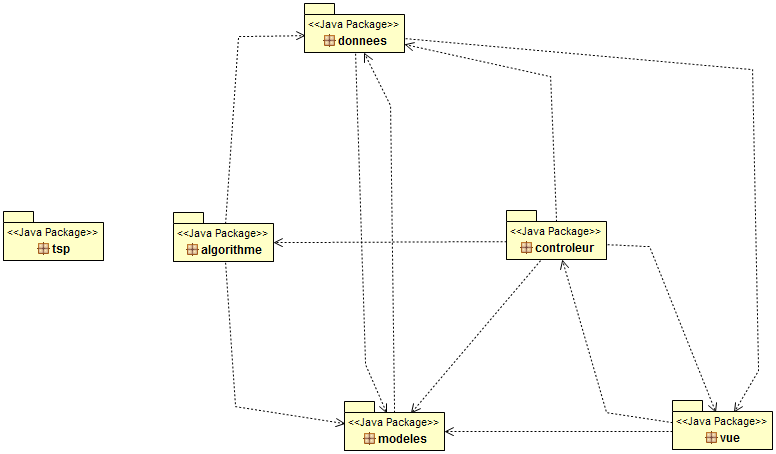 <<Java Package>>
donnees
<<Java Package>>
tsp
<<Java Package>>
algorithme
<<Java Package>>
controleur
<<Java Package>>
modeles
<<Java Package>>
vue